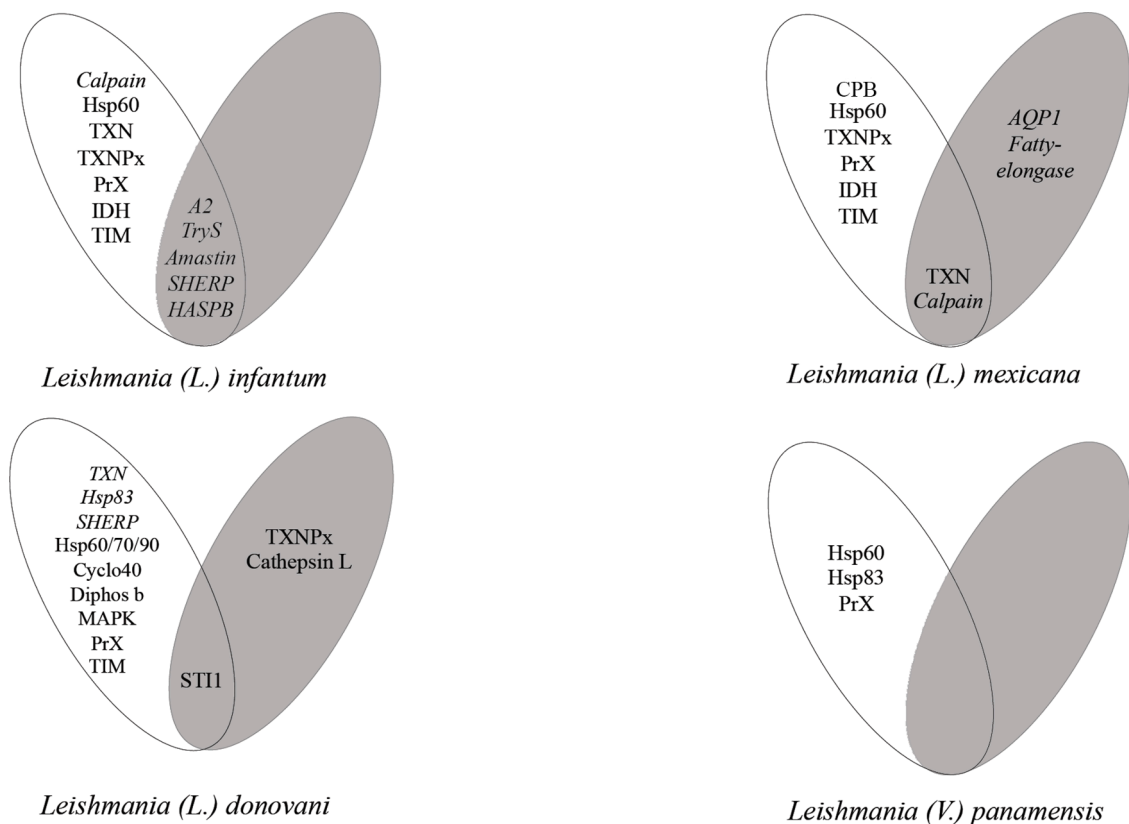 Calpain
Hsp60
TXN
TXNPx
PrX
IDH
TIM
A2
TryS
Amastin
SHERP
HASPB
Leishmania (L.) infantum
CPB
Hsp60
TXNPx
PrX
IDH
TIM
AQP1
Fatty-
elongase
TXN
Calpain
Leishmania (L.) mexicana
TXN
Hsp83
SHERP
Hsp60/70/90
Cyclo40
Diphos b
MAPK
PrX
TIM
TXNPx
Cathepsin L
STI1
Leishmania (L.) donovani
Hsp60
Hsp83
PrX
Leishmania (V.) panamensis